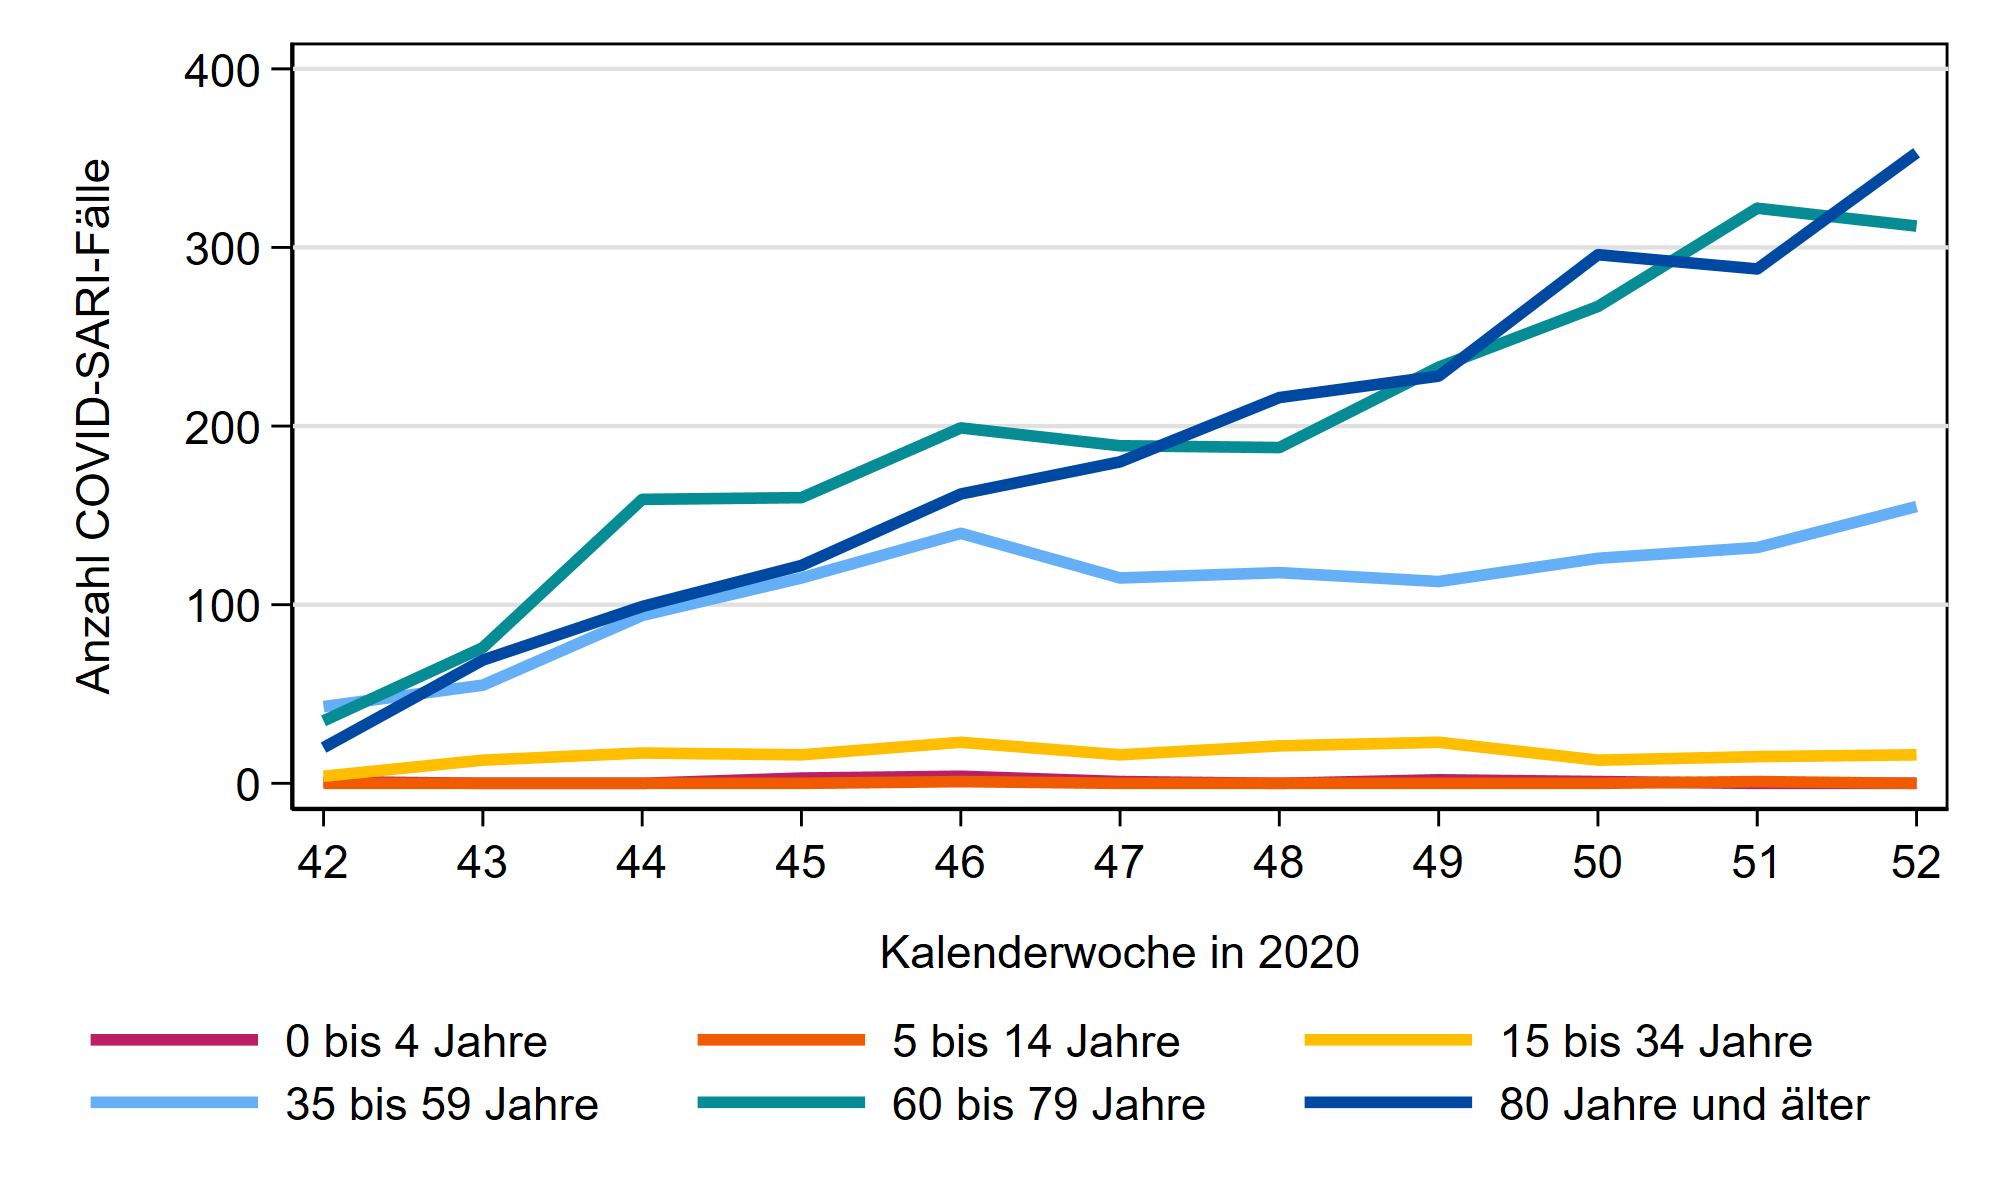 400
300
200
100
0
Anzahl COVID-SARI-Fälle
42 43 44 45 46 47 48 49 50 51 52
Kalenderwoche in 2020
0 bis 4 Jahre 5 bis 14 Jahre 15 bis 34 Jahre
35 bis 59 Jahre 60 bis 79 Jahre 80 Jahre und älter